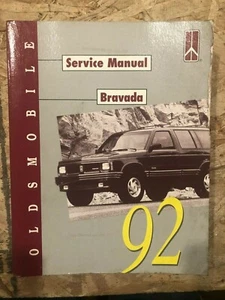 OLDSMOBILE
Service Manual
Bravada
92